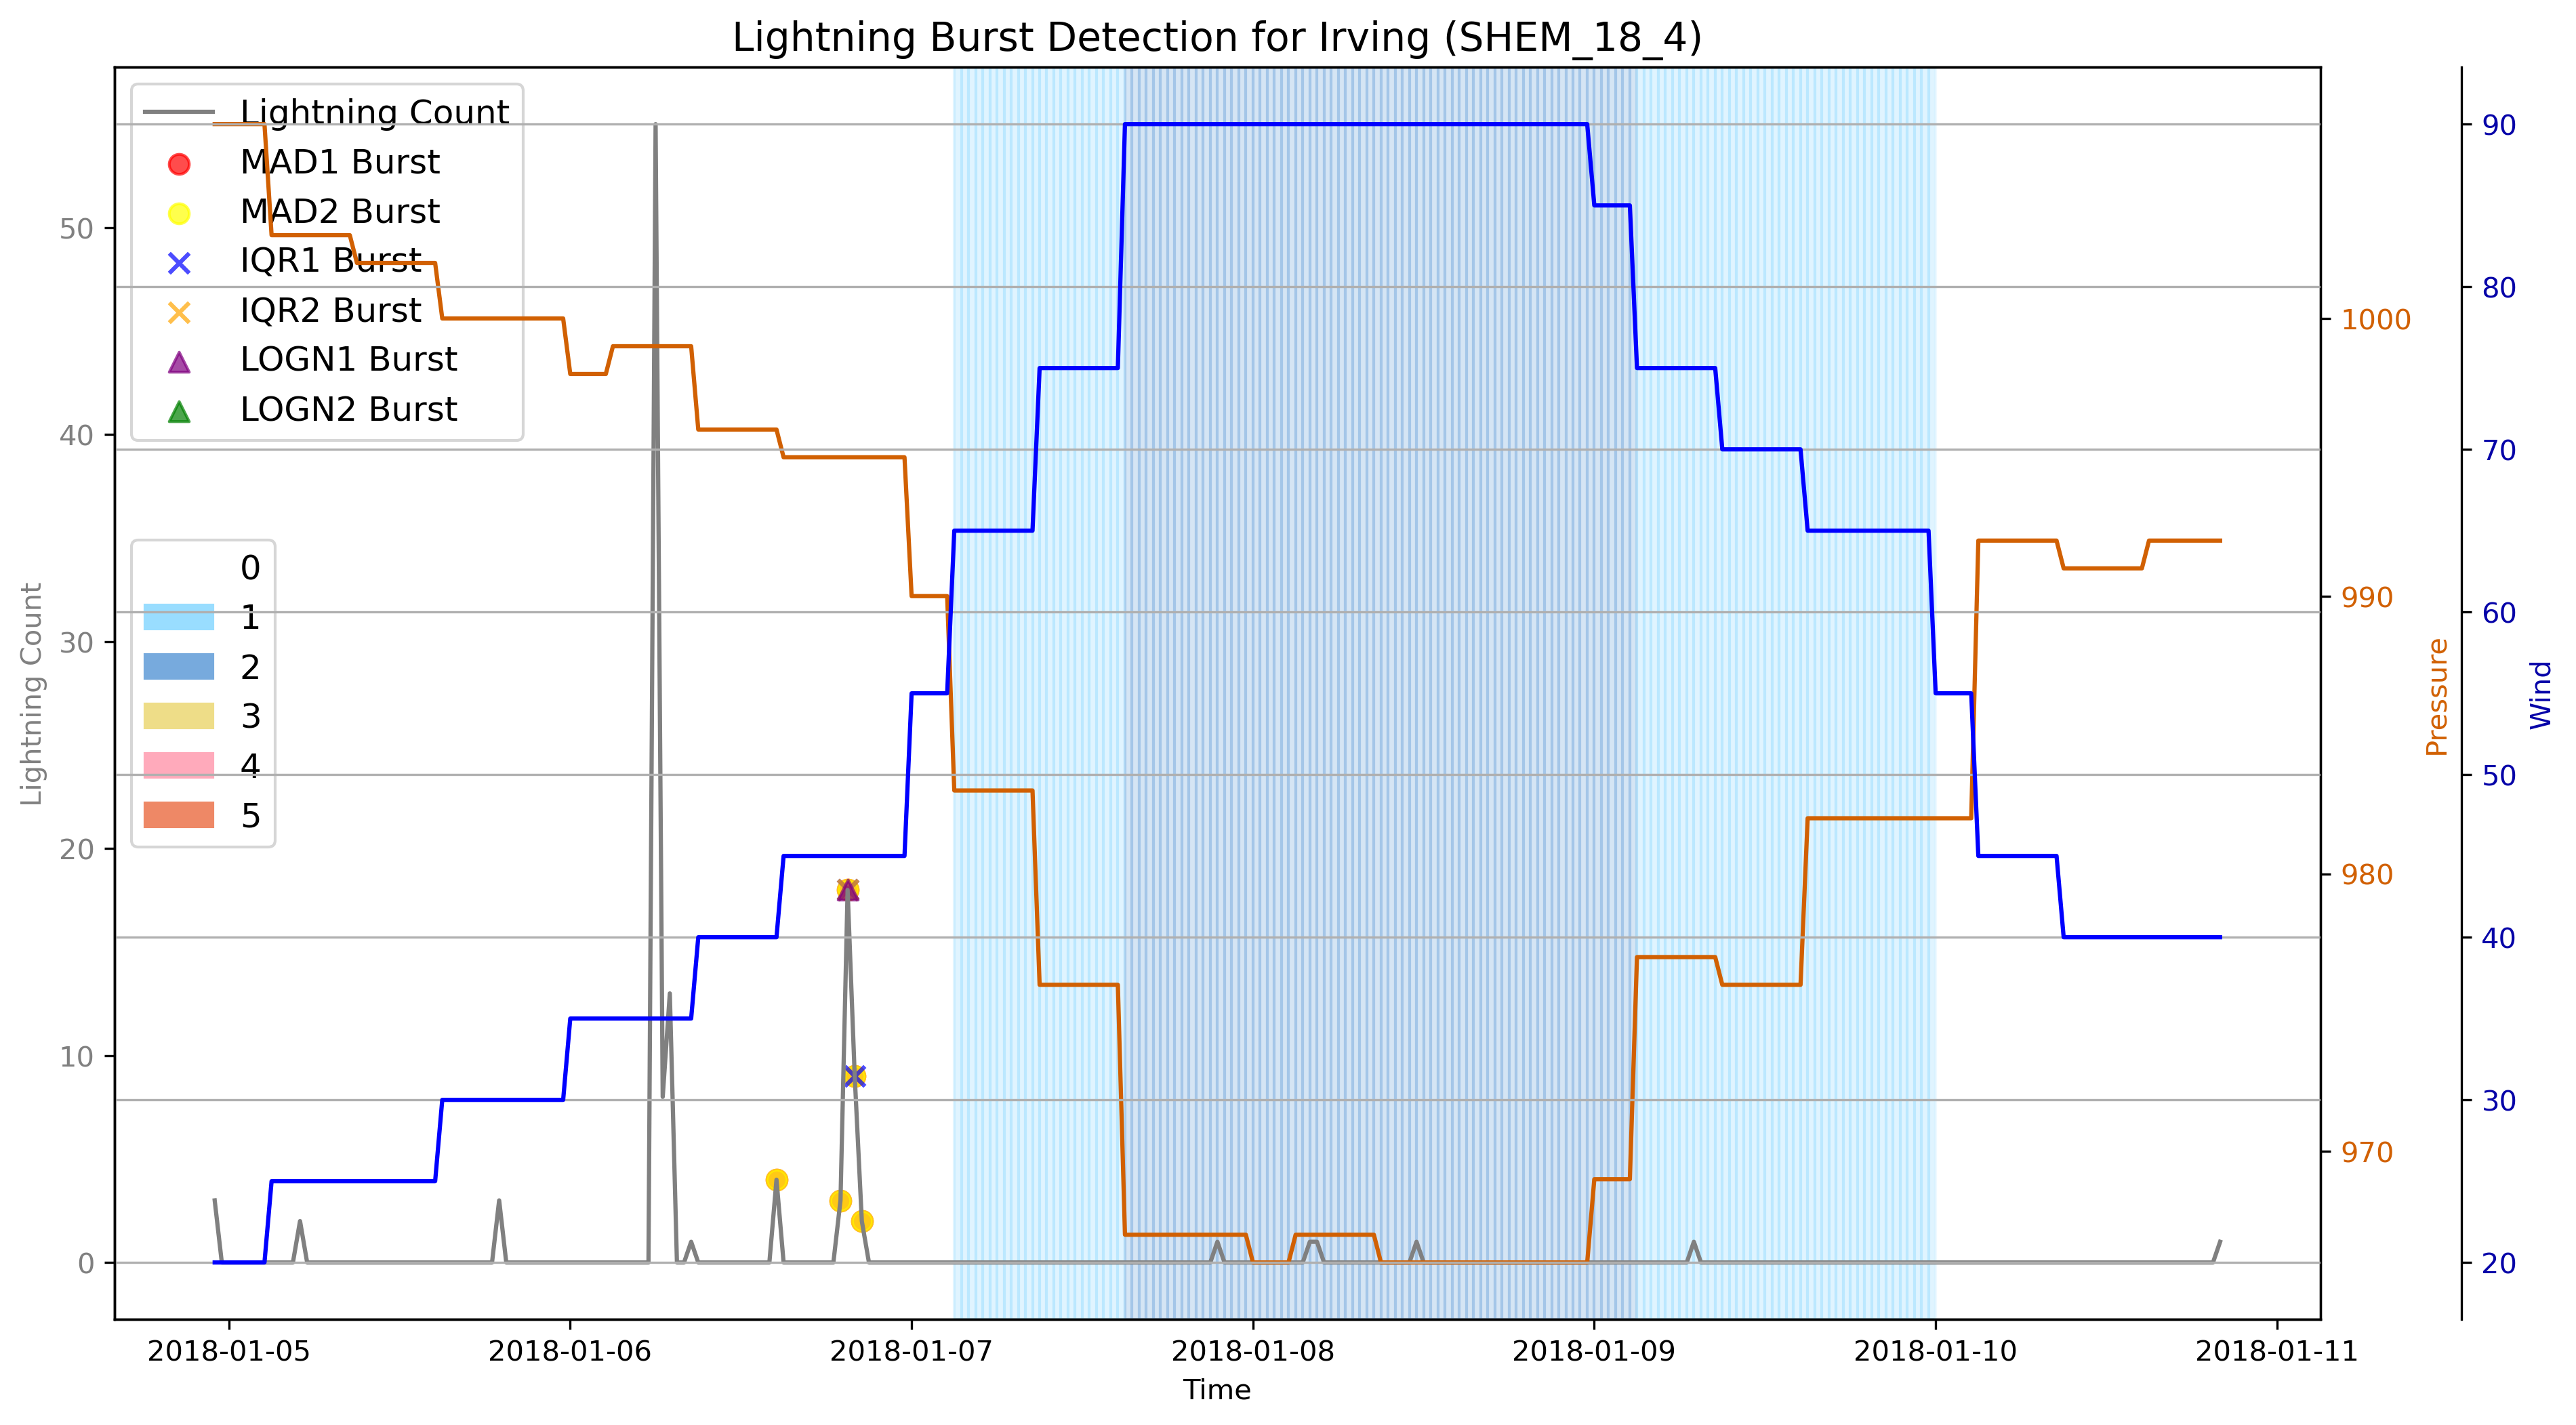 Lightning Burst Detection for Irving (SHEM_18_4)
Lightning Count
MAD1 Burst
MAD2 Burst
IQR1 Burst
IQR2 Burst
LOGN1 Burst
LOGN2 Burst
0
1
2
3
4
5
Lightning Count
50
40
30
20
10
0
1000
990
980
970
Pressure
90
80
70
60
50
40
30
20
Wind
2018-01-05
2018-01-06
2018-01-07
2018-01-08
2018-01-09
2018-01-10
2018-01-11
Time